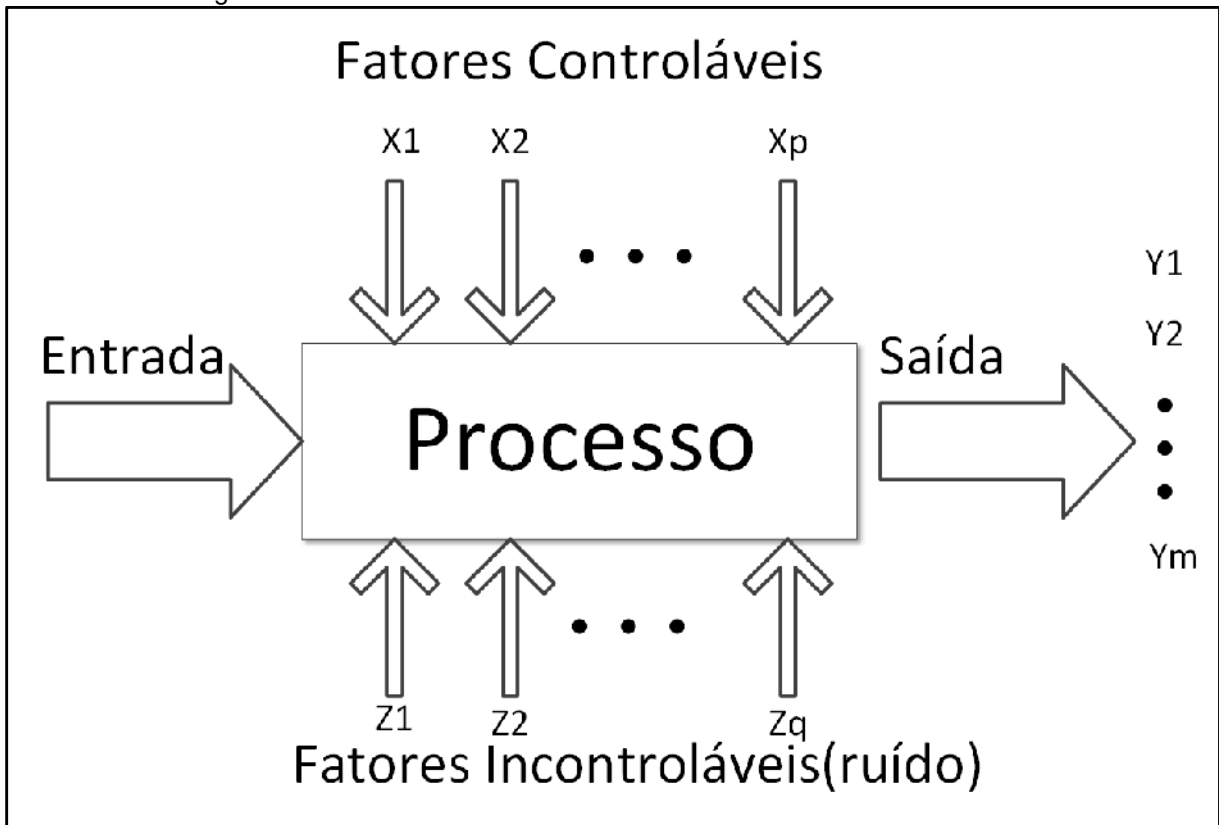 Fatores Controláveis
X1 X2 Xp
Entrada
Processo
Saída
Y1
Y2
Ym
Z1 Z2 Zq
Fatores Incontroláveis(ruído)